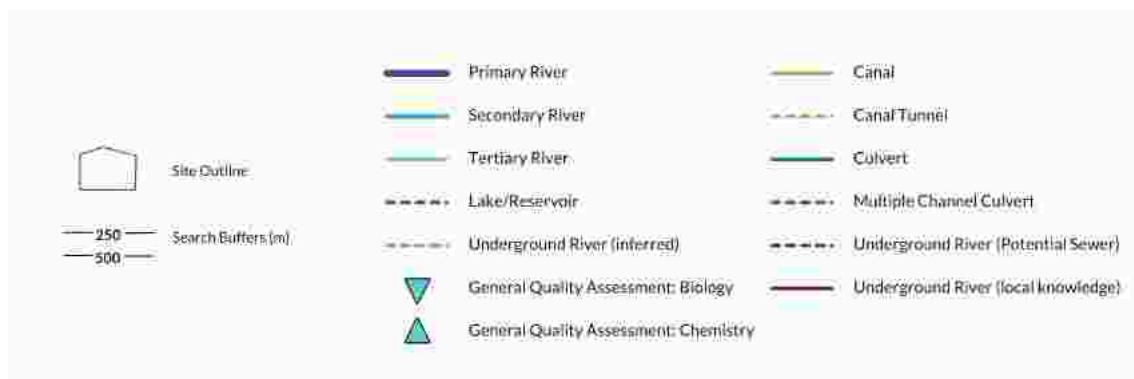 Site Outline
250
500
Search Buffers (m)
Primary River
Secondary River
Tertiary River
Lake/Reservoir
Underground River (inferred)
General Quality Assessment: Biology
General Quality Assessment: Chemistry
Canal
Canal Tunnel
Culvert
Multiple Channel Culvert
Underground River (Potential Sewer)
Underground River (local knowledge)